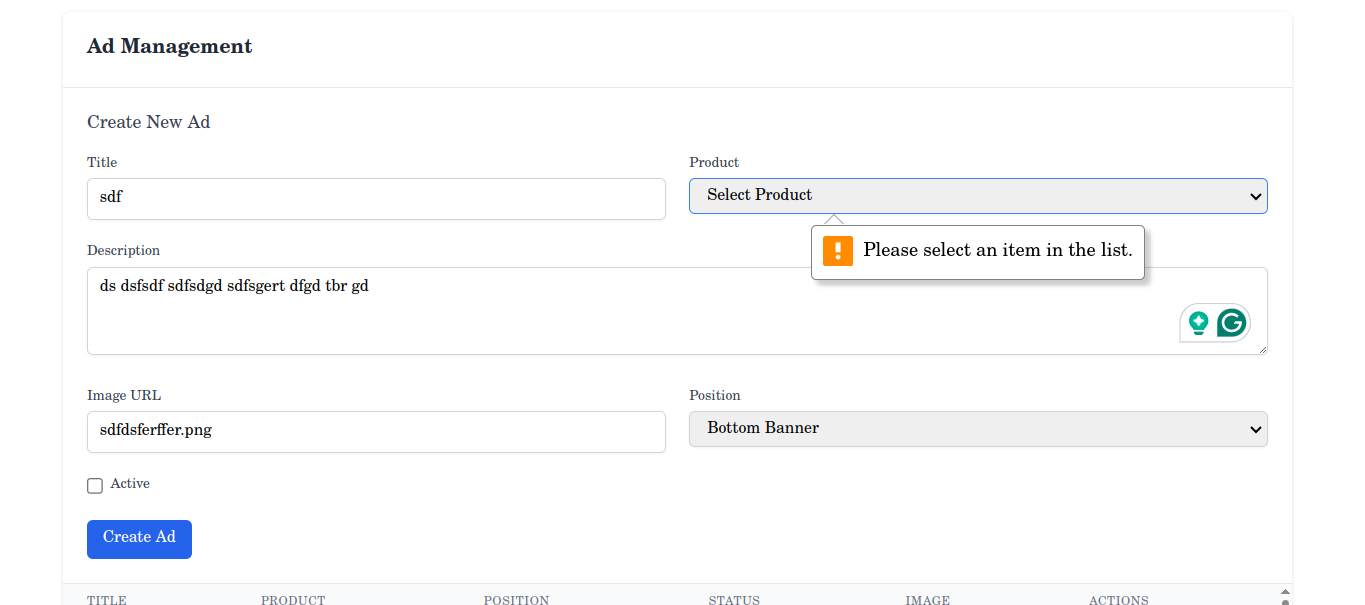 Ad Management
Create New Ad
Title
Product
sdf
Select Product
Please select an item in the list.
Description
ds dsfsdf sdfsdgd sdfsgert dfgd tbr gd
Image URL
Position
sdfdsferffer.png
Bottom Banner
Active
Create Ad
TITLE PRODUCT POSITION STATUS IMAGE ACTIONS